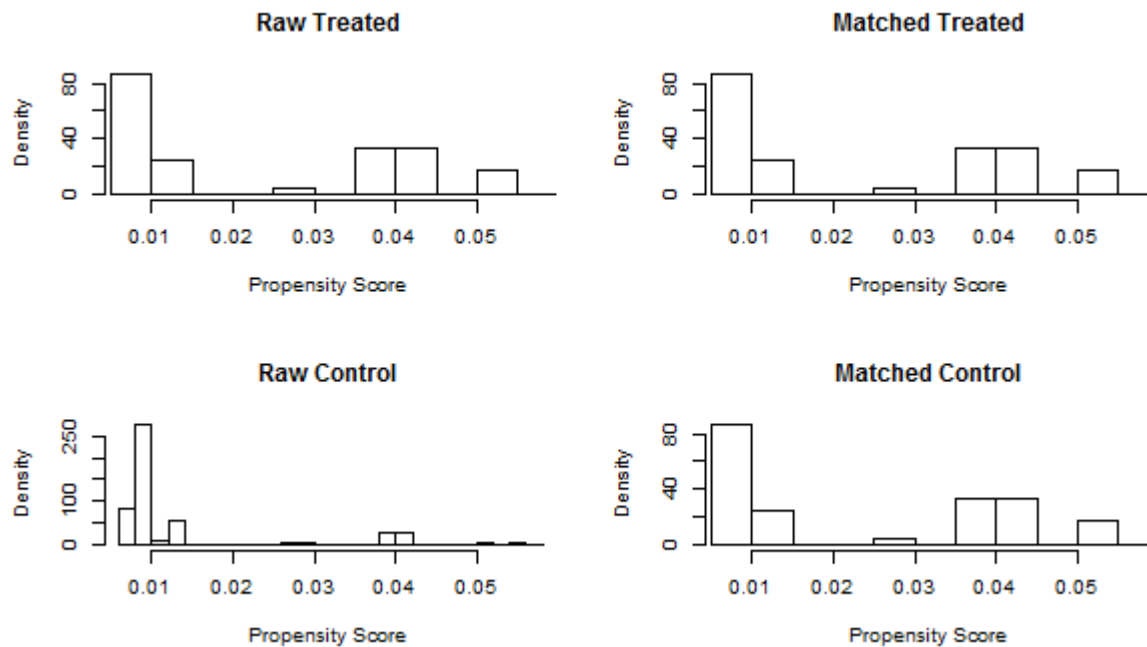 Raw Treated
Density
0 40 80
0.01 0.02 0.03 0.04 0.05
Propensity Score
Matched Treated
Density
0 40 80
0.01 0.02 0.03 0.04 0.05
Propensity Score
Raw Control
Density
0 100 250
0.01 0.02 0.03 0.04 0.05
Propensity Score
Matched Control
Density
0 40 80
0.01 0.02 0.03 0.04 0.05
Propensity Score